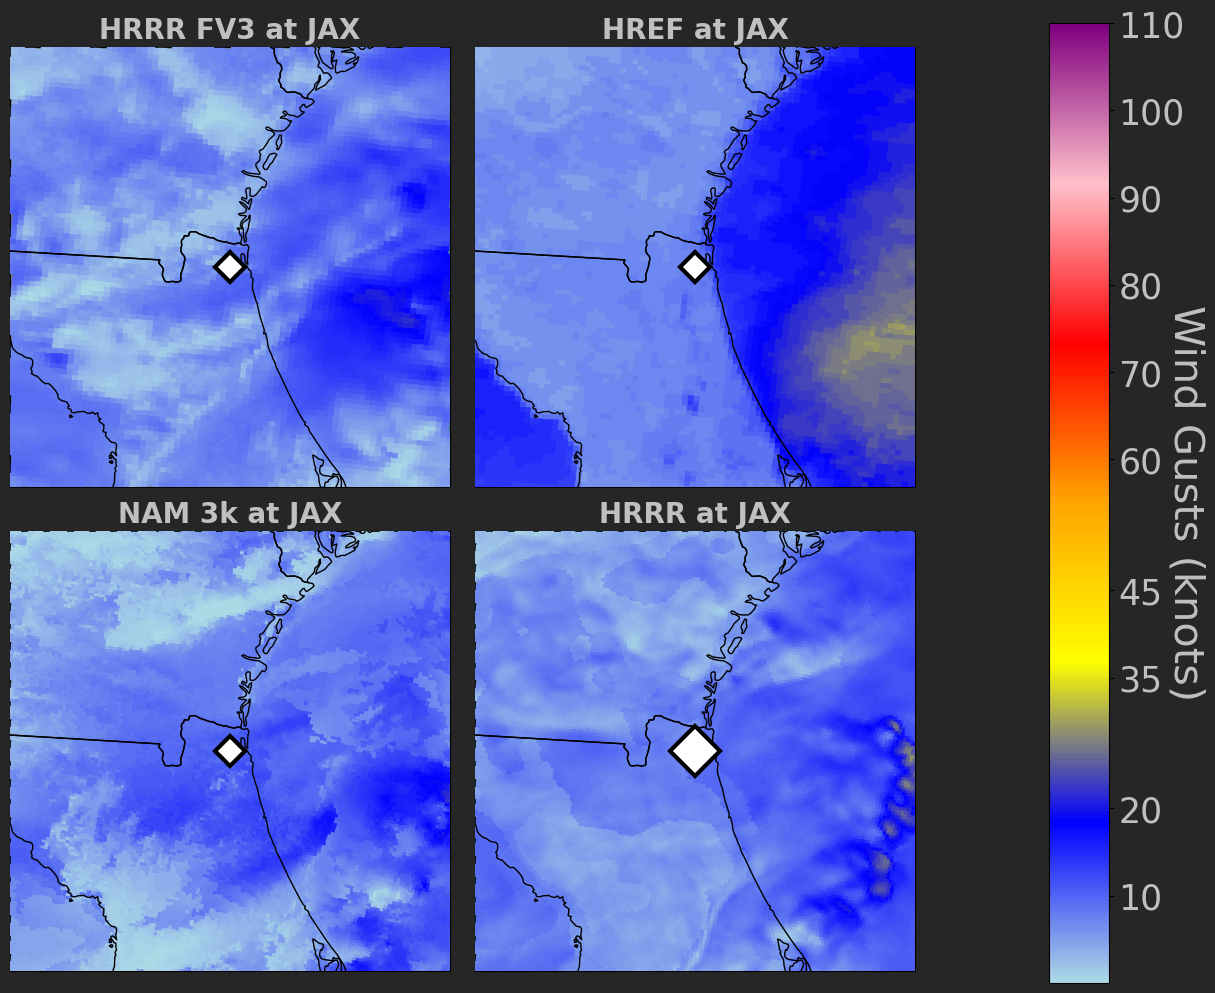 HRRR FV3 at JAX
HREF at JAX
NAM 3k at JAX
HRRR at JAX
110
100
90
80
70
60
45
35
20
10
Wind Gusts (knots)